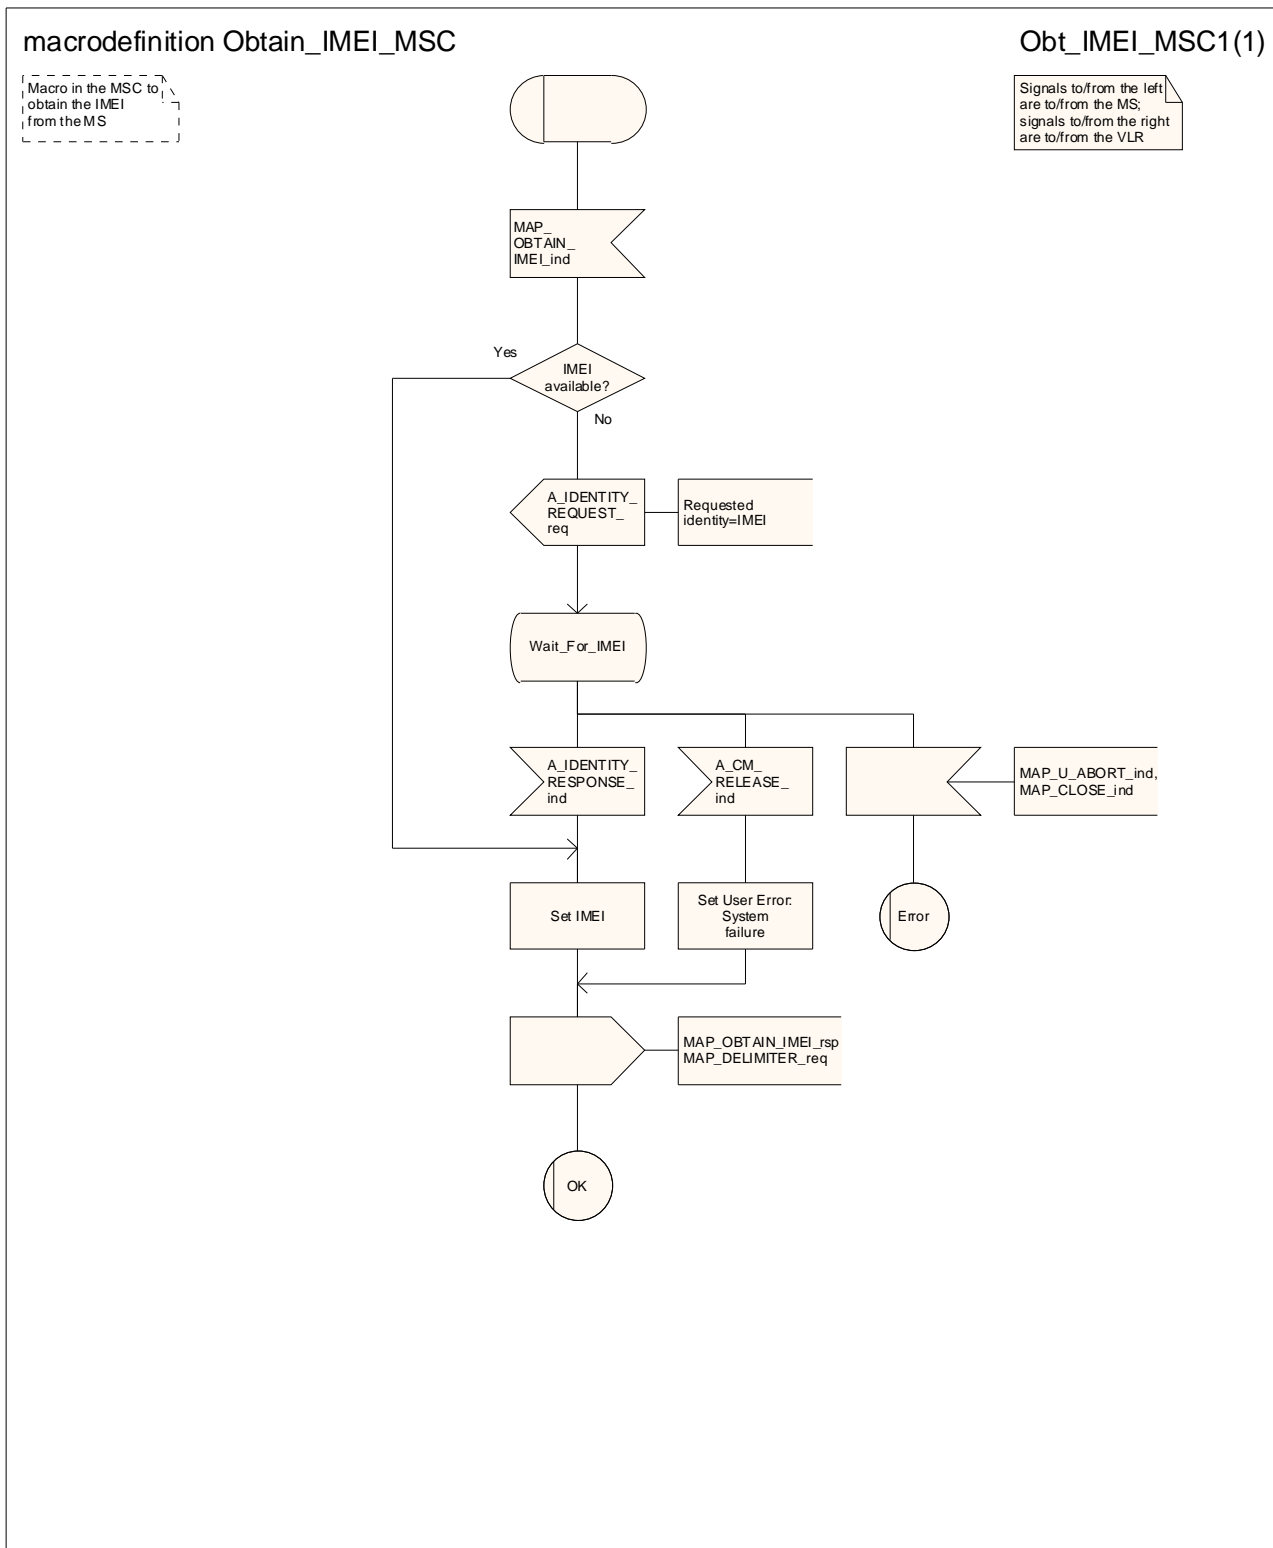 macrodefinition Obtain_IMEI_MSC
Obt_IMEI_MSC1(1)
Macro in the MSC to
obtain the IMEI
from the MS
Signals to/from the left
are to/from the MS;
signals to/from the right
are to/from the VLR
MAP_
OBTAIN_
IMEI_ind
Yes
IMEI
available?
No
A_IDENTITY_
REQUEST_
req
Requested
identity=IMEI
Wait_For_IMEI
A_IDENTITY_
RESPONSE_
ind
A_CM_
RELEASE_
ind
MAP_U_ABORT_ind,
MAP_CLOSE_ind
Set IMEI
Set User Error:
System
failure
Error
MAP_OBTAIN_IMEI_rsp
MAP_DELIMITER_req
OK